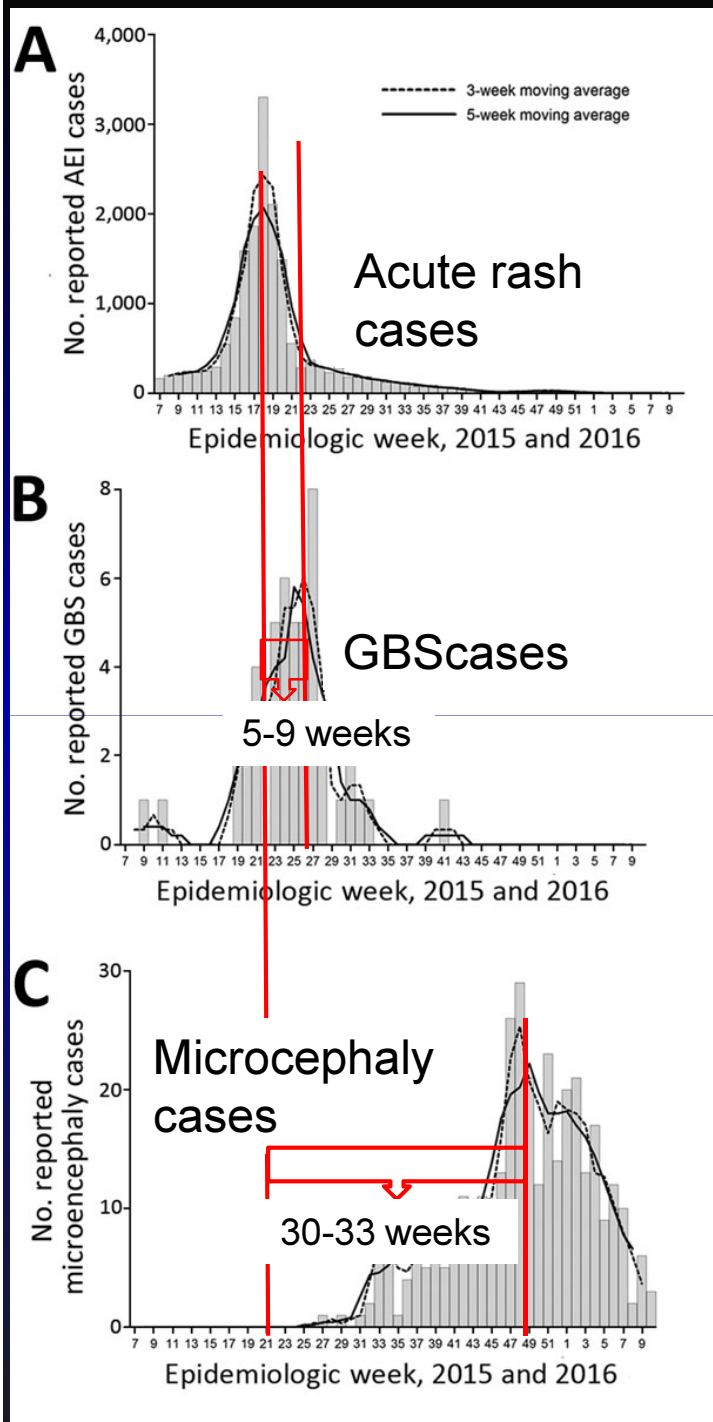 A
4,000
3,000
2,000
1,000
0
No. reported AEI cases
3-week moving average
5-week moving average
Acute rash
cases
7 9 11 13 15 17 19 21 23 25 27 29 31 33 35 37 39 41 43 45 47 49 51 1 3 5 7 9
Epidemiologic week, 2015 and 2016
B
8
6
4
2
0
No. reported GBS cases
GBScases
5-9 weeks
7 9 11 13 15 17 19 21 23 25 27 29 31 33 35 37 39 41 43 45 47 49 51 1 3 5 7 9
Epidemiologic week, 2015 and 2016
C
30
20
10
0
No. reported
microencephaly cases
Microcephaly
cases
30-33 weeks
7 9 11 13 15 17 19 21 23 25 27 29 31 33 35 37 39 41 43 45 47 49 51 1 3 5 7 9
Epidemiologic week, 2015 and 2016